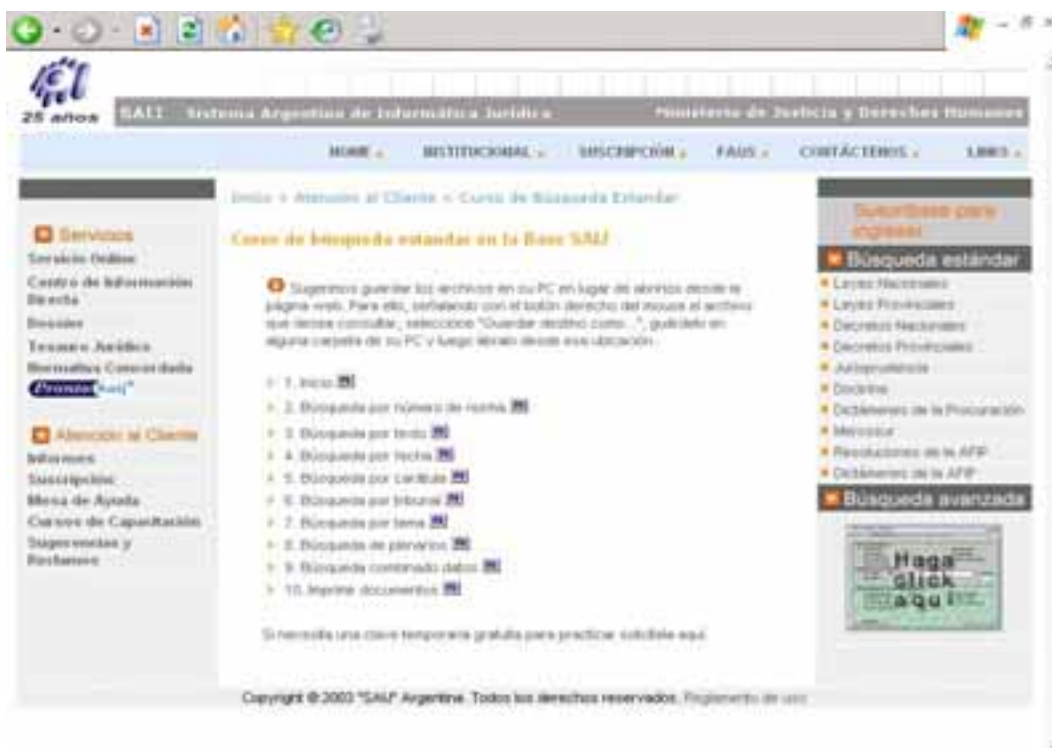 25 años
SAIJ Sistema Argentino de Informática Jurídica Ministerio de Justicia y Derechos Humanos
HOME INSTITUCIONAL SUSCRIPCIÓN FAQS CONTÁCTENOS LINKS
Inicio > Atención al Cliente > Curso de Búsqueda Estandar
Servicios
Servicio Online
Centro de Información
Directa
Dossier
Tesauro Jurídico
Normativa Concordada
Pronto Saij
Atención al Cliente
Informes
Suscripción
Mesa de Ayuda
Cursos de Capacitación
Sugerencias y
Reclamos
Curso de búsqueda estandar en la Base SAIJ
Sugerimos guardar los archivos en su PC en lugar de abrirlos desde la
página web. Para ello, señalando con el botón derecho del mouse el archivo
que desea consultar, seleccione "Guardar destino como...", guárdelo en
alguna carpeta de su PC y luego ábralo desde esa ubicación.
1. Inicio
2. Búsqueda por número de norma
3. Búsqueda por texto
4. Búsqueda por fecha
5. Búsqueda por carátula
6. Búsqueda por tribunal
7. Búsqueda por tema
8. Búsqueda de plenarios
9. Búsqueda combinado datos
10. Imprimir documentos
Si necesita una clave temporaria gratuita para practicar solicítela aquí
Suscríbase para
ingresar
Búsqueda estándar
Leyes Nacionales
Leyes Provinciales
Decretos Nacionales
Decretos Provinciales
Jurisprudencia
Doctrina
Dictámenes de la Procuración
Mercosur
Resoluciones de la AFIP
Dictámenes de la AFIP
Búsqueda avanzada
Haga
click
aquí
Copyright © 2003 "SAIJ" Argentina. Todos los derechos reservados. Reglamento de uso